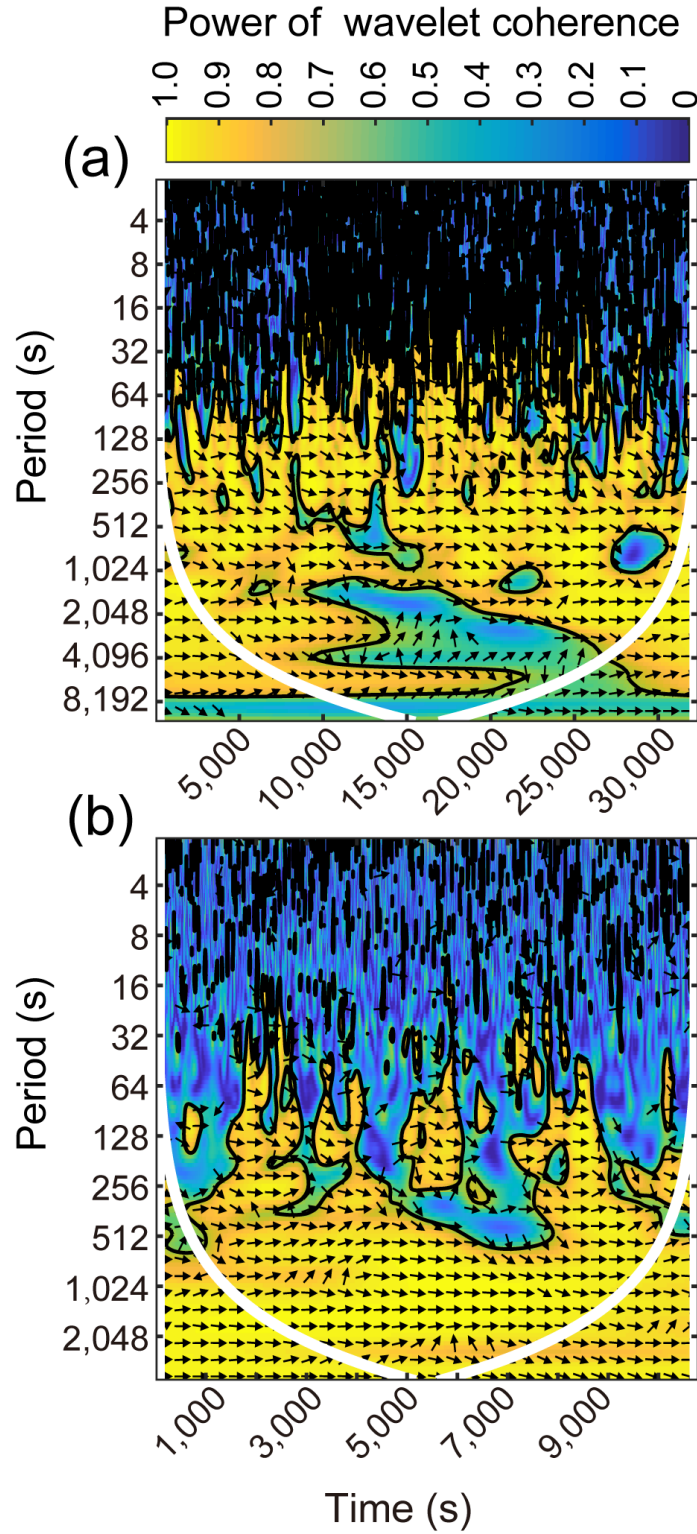 Power of wavelet coherence
1.0 0.9 0.8 0.7 0.6 0.5 0.4 0.3 0.2 0.1 0
(a)
Period (s)
4
8
16
32
64
128
256
512
1,024
2,048
4,096
8,192
5,000 10,000 15,000 20,000 25,000 30,000
(b)
Period (s)
4
8
16
32
64
128
256
512
1,024
2,048
1,000 3,000 5,000 7,000 9,000
Time (s)